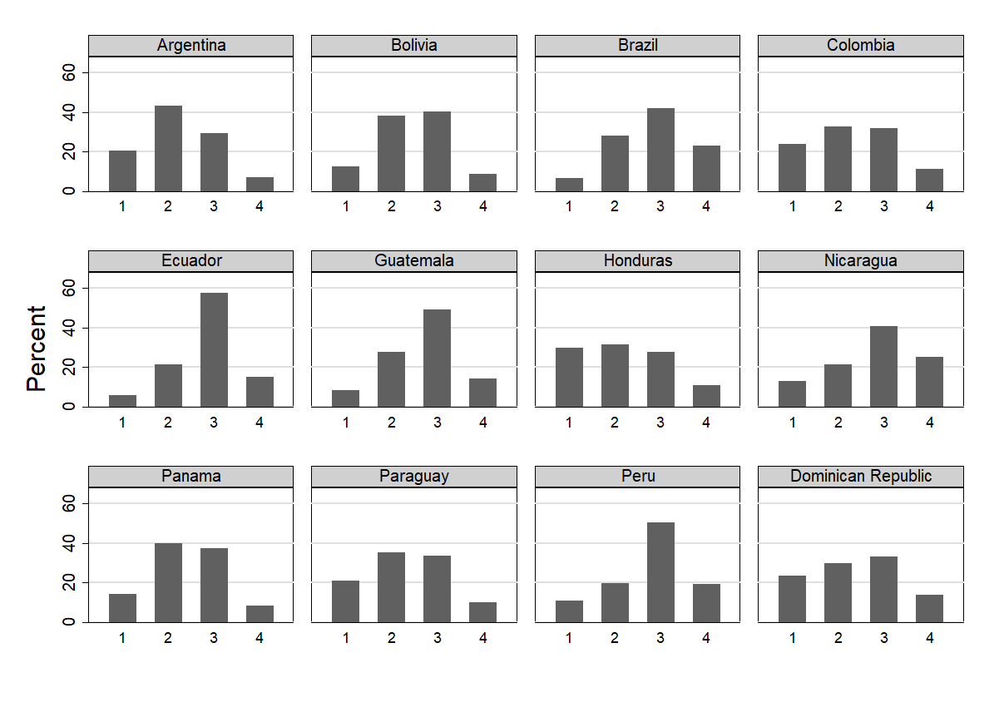 Percent
Argentina Bolivia Brazil Colombia
60
40
20
0
1 2 3 4 1 2 3 4 1 2 3 4 1 2 3 4
Ecuador Guatemala Honduras Nicaragua
60
40
20
0
1 2 3 4 1 2 3 4 1 2 3 4 1 2 3 4
Panama Paraguay Peru Dominican Republic
60
40
20
0
1 2 3 4 1 2 3 4 1 2 3 4 1 2 3 4